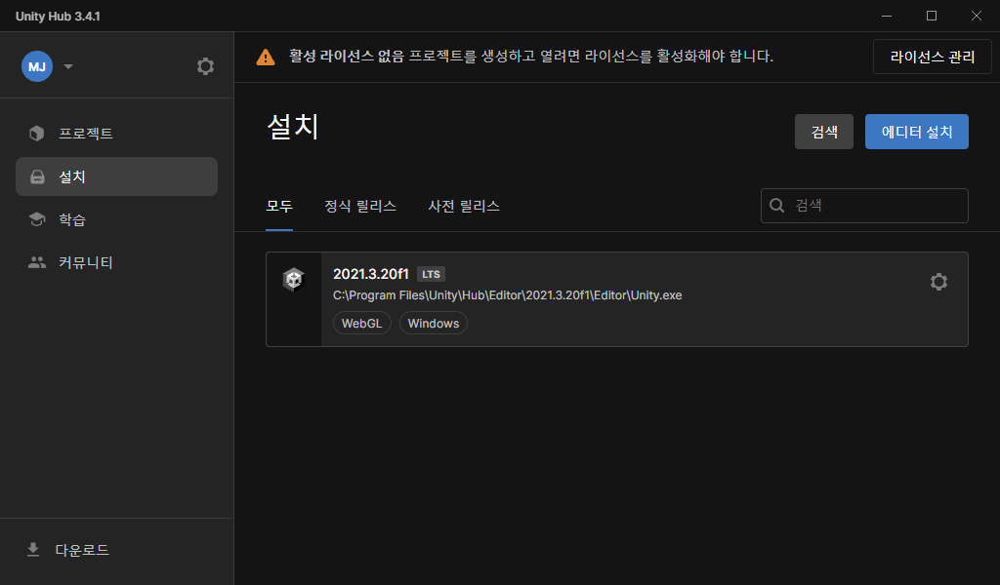 Unity Hub 3.4.1
MJ
활성 라이선스 없음 프로젝트를 생성하고 열려면 라이선스를 활성화해야 합니다.
라이선스 관리
프로젝트
설치
학습
커뮤니티
다운로드
설치
검색
에디터 설치
모두
정식 릴리스
사전 릴리스
검색
2021.3.20f1 LTS
C:\Program Files\Unity\Hub\Editor\2021.3.20f1\Editor\Unity.exe
WebGL
Windows